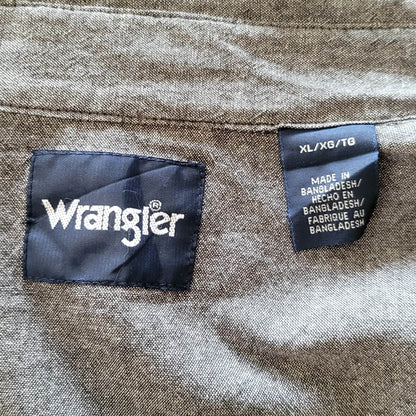 Wrangler®
XL/XG/TG
MADE IN
BANGLADESH/
HECHO EN
BANGLADESH/
FABRIQUE AU
BANGLADESH